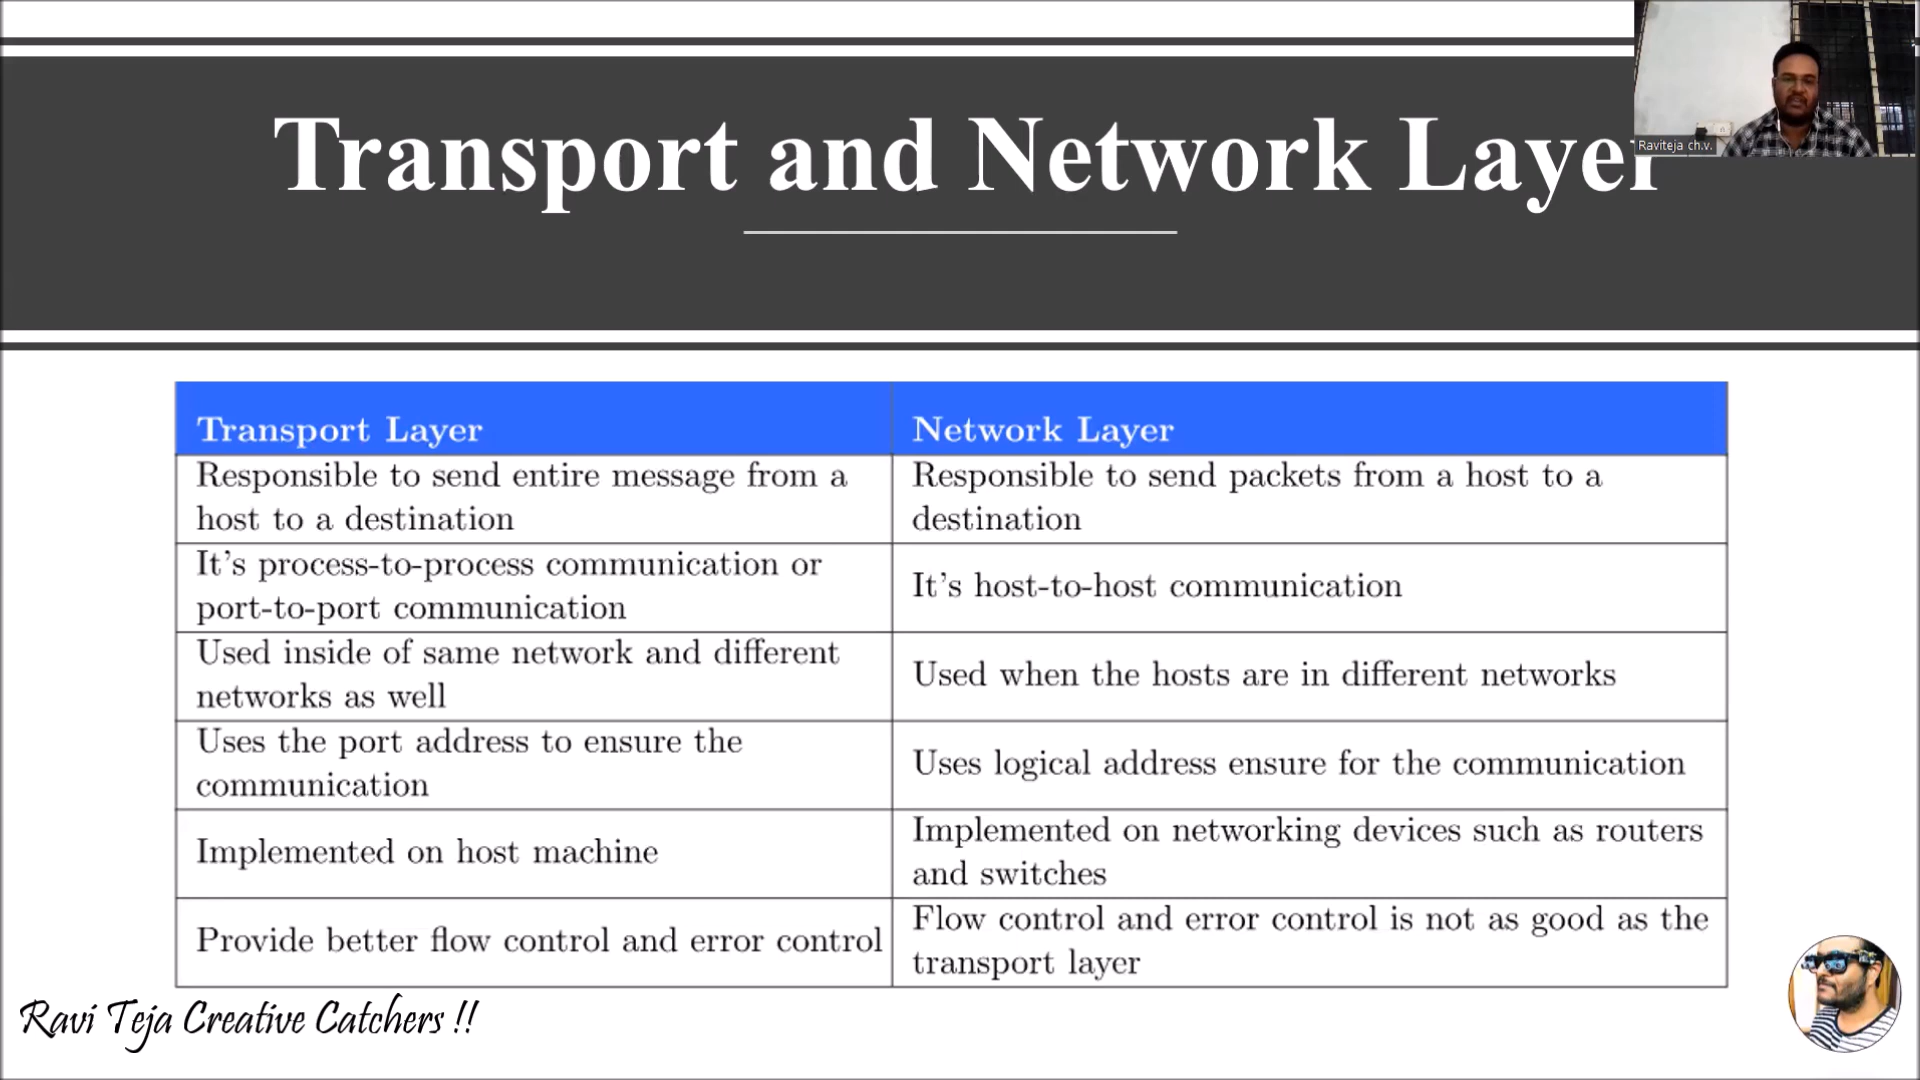 Transport and Network Layer
Raviteja ch.v.
Transport Layer
Network Layer
Responsible to send entire message from a
host to a destination
Responsible to send packets from a host to a
destination
It's process-to-process communication or
port-to-port communication
It's host-to-host communication
Used inside of same network and different
networks as well
Used when the hosts are in different networks
Uses the port address to ensure the
communication
Uses logical address ensure for the communication
Implemented on host machine
Implemented on networking devices such as routers
and switches
Provide better flow control and error control
Flow control and error control is not as good as the
transport layer
Ravi Teja Creative Catchers !!